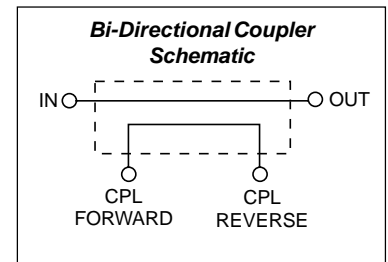 Bi-Directional Coupler
Schematic
IN OUT
CPL CPL
FORWARD REVERSE